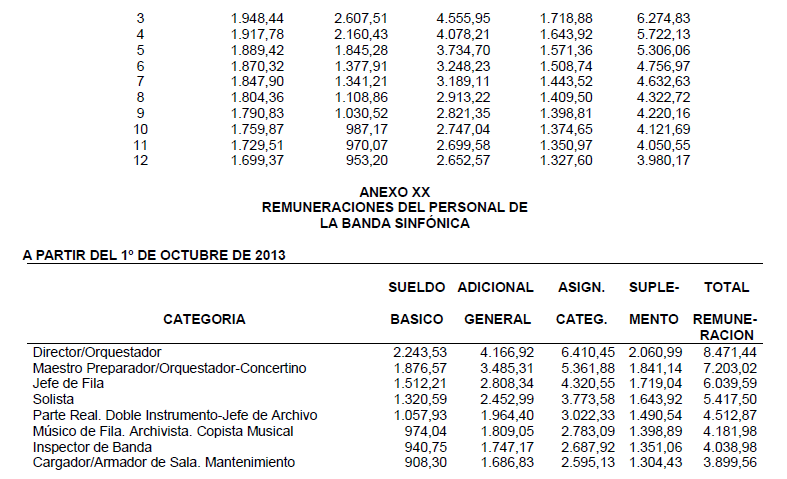 3 1.948,44 2.607,51 4.555,95 1.718,88 6.274,83
4 1.917,78 2.160,43 4.078,21 1.643,92 5.722,13
5 1.889,42 1.845,28 3.734,70 1.571,36 5.306,06
6 1.870,32 1.377,91 3.248,23 1.508,74 4.756,97
7 1.847,90 1.341,21 3.189,11 1.443,52 4.632,63
8 1.804,36 1.108,86 2.913,22 1.409,50 4.322,72
9 1.790,83 1.030,52 2.821,35 1.398,81 4.220,16
10 1.759,87 987,17 2.747,04 1.374,65 4.121,69
11 1.729,51 970,07 2.699,58 1.350,97 4.050,55
12 1.699,37 953,20 2.652,57 1.327,60 3.980,17
ANEXO XX
REMUNERACIONES DEL PERSONAL DE
LA BANDA SINFÓNICA
A PARTIR DEL 1º DE OCTUBRE DE 2013
SUELDO ADICIONAL ASIGN. SUPLE- TOTAL
CATEGORIA BASICO GENERAL CATEG. MENTO REMUNE-
RACION
Director/Orquestador 2.243,53 4.166,92 6.410,45 2.060,99 8.471,44
Maestro Preparador/Orquestador-Concertino 1.876,57 3.485,31 5.361,88 1.841,14 7.203,02
Jefe de Fila 1.512,21 2.808,34 4.320,55 1.719,04 6.039,59
Solista 1.320,59 2.452,99 3.773,58 1.643,92 5.417,50
Parte Real. Doble Instrumento-Jefe de Archivo 1.057,93 1.964,40 3.022,33 1.490,54 4.512,87
Músico de Fila. Archivista. Copista Musical 974,04 1.809,05 2.783,09 1.398,89 4.181,98
Inspector de Banda 940,75 1.747,17 2.687,92 1.351,06 4.038,98
Cargador/Armador de Sala. Mantenimiento 908,30 1.686,83 2.595,13 1.304,43 3.899,56